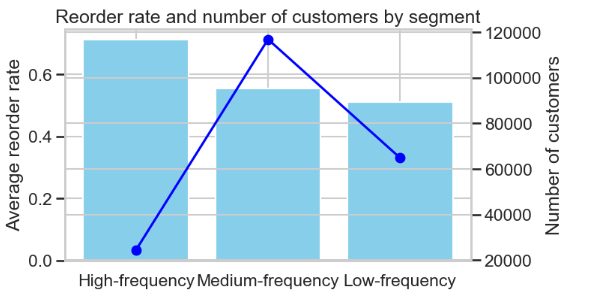 Reorder rate and number of customers by segment
Average reorder rate
0.6
0.4
0.2
0.0
120000
100000
80000
60000
40000
20000
Number of customers
High-frequency Medium-frequency Low-frequency